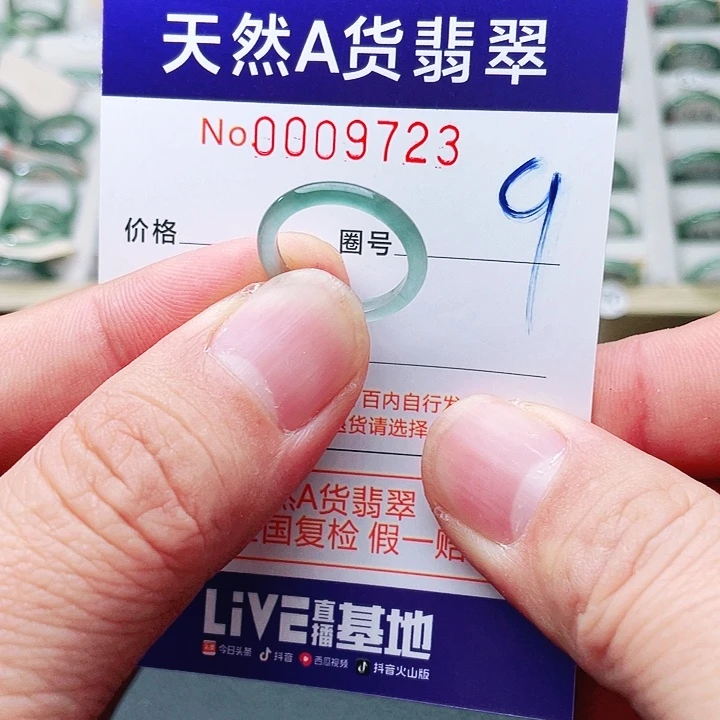 天然A货翡翠
No.0009723
9
价格 圈号
百内自行发
货请选择
A货翡翠
国复检 假一赔
LiVE直播基地
今日头条 抖音 西瓜视频 抖音火山版